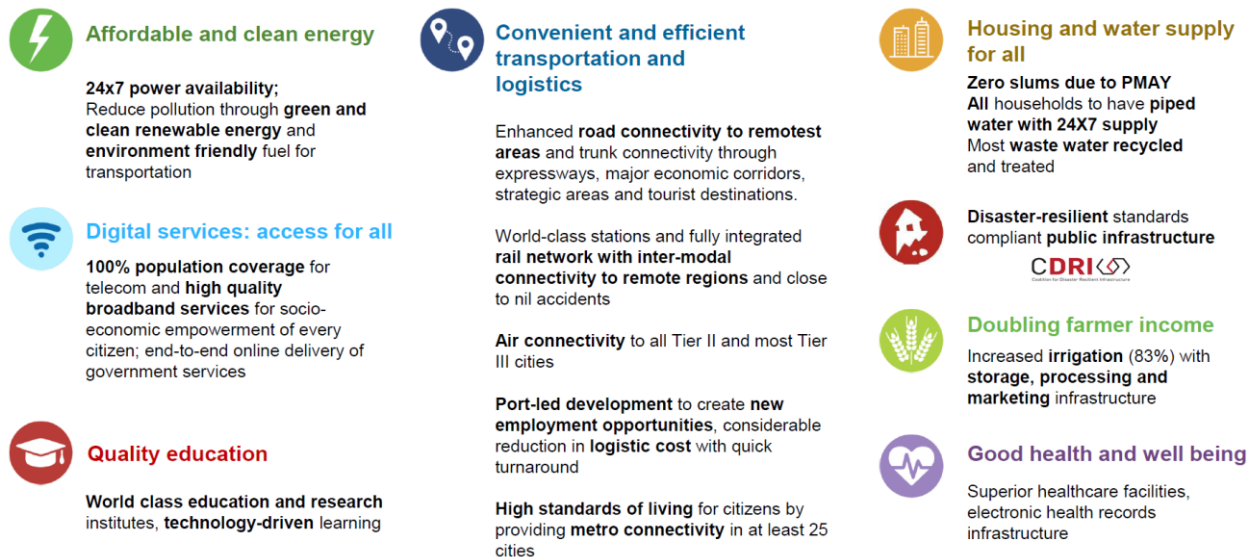 Affordable and clean energy
24x7 power availability;
Reduce pollution through green and
clean renewable energy and
environment friendly fuel for
transportation
Digital services: access for all
100% population coverage for
telecom and high quality
broadband services for socio-
economic empowerment of every
citizen; end-to-end online delivery of
government services
Quality education
World class education and research
institutes, technology-driven learning
Convenient and efficient
transportation and
logistics
Enhanced road connectivity to remotest
areas and trunk connectivity through
expressways, major economic corridors,
strategic areas and tourist destinations.
World-class stations and fully integrated
rail network with inter-modal
connectivity to remote regions and close
to nil accidents
Air connectivity to all Tier II and most Tier
III cities
Port-led development to create new
employment opportunities, considerable
reduction in logistic cost with quick
turnaround
High standards of living for citizens by
providing metro connectivity in at least 25
cities
Housing and water supply
for all
Zero slums due to PMAY
All households to have piped
water with 24X7 supply
Most waste water recycled
and treated
Disaster-resilient standards
compliant public infrastructure
CDRI
Coalition for Disaster Resilient Infrastructure
Doubling farmer income
Increased irrigation (83%) with
storage, processing and
marketing infrastructure
Good health and well being
Superior healthcare facilities,
electronic health records
infrastructure